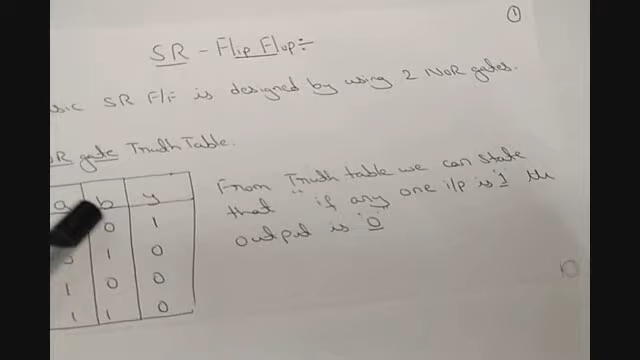 ①
SR - Flip Flop÷
SR F/F is designed by using 2 NOR gates.
gate Truth Table.
a b y
0 1
1 0
1 0 0
1 1 0
From Truth table we can state
that "if any one i/p is '1' th
output is '0'